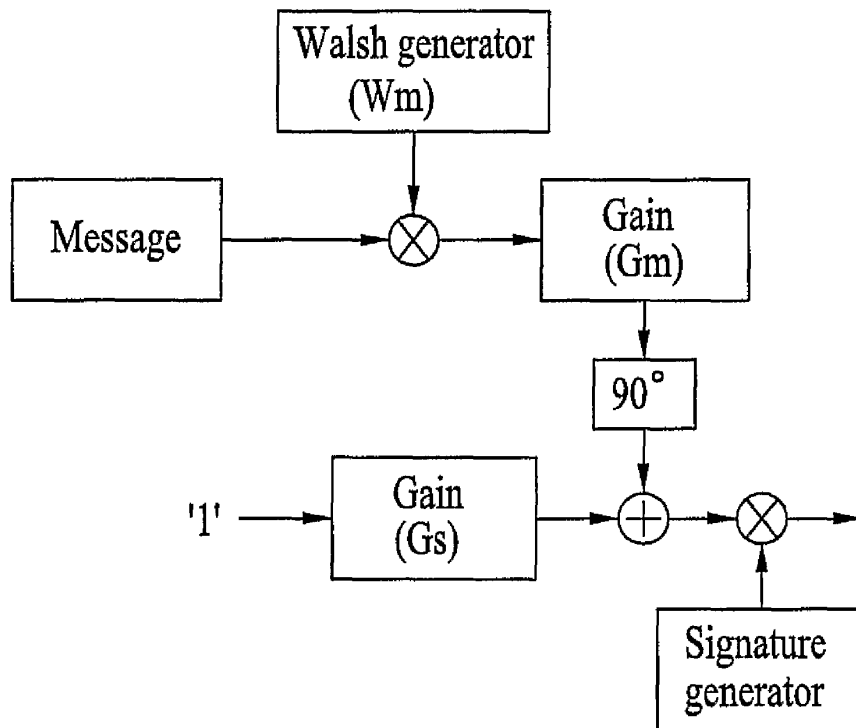 Walsh generator
(Wm)
Message
Gain
(Gm)
90°
'1'
Gain
(Gs)
Signature
generator